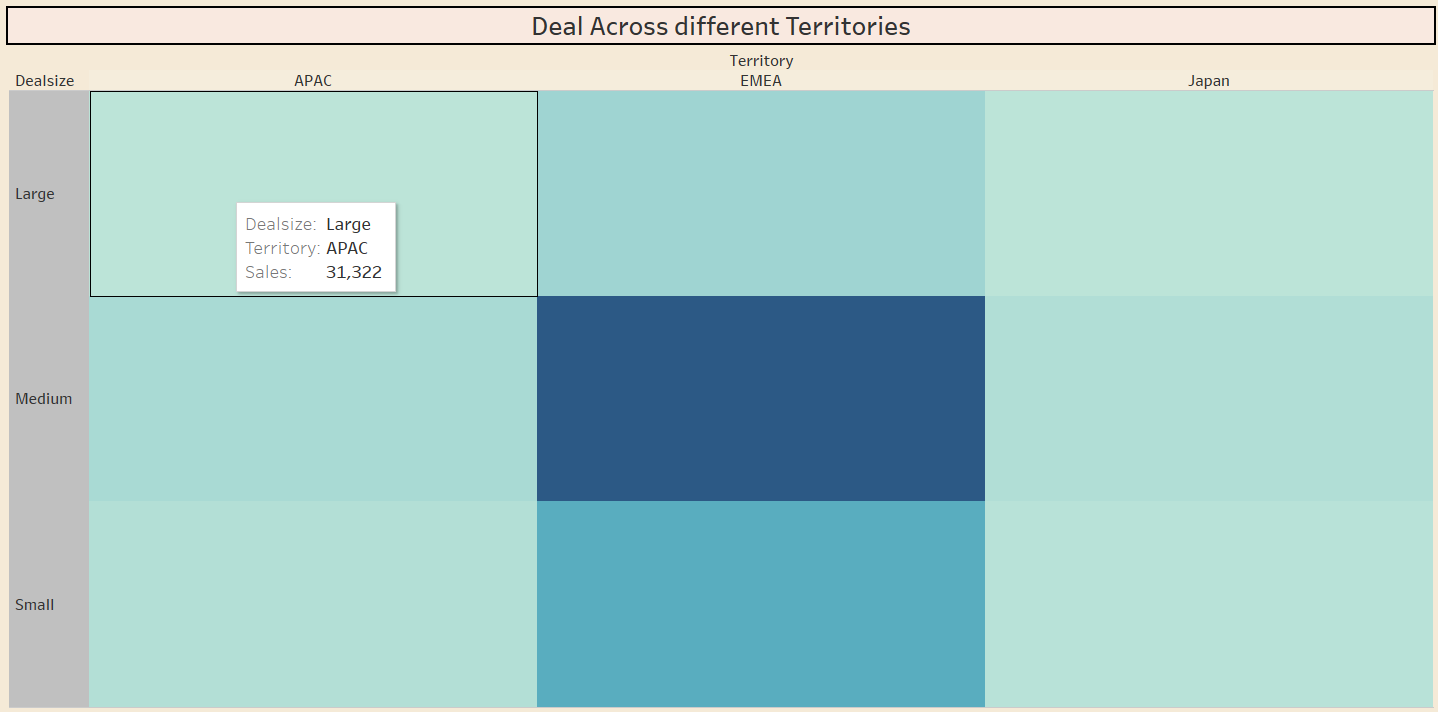 Deal Across different Territories
Territory
Dealsize APAC EMEA Japan
Large
Dealsize: Large
Territory: APAC
Sales: 31,322
Medium
Small